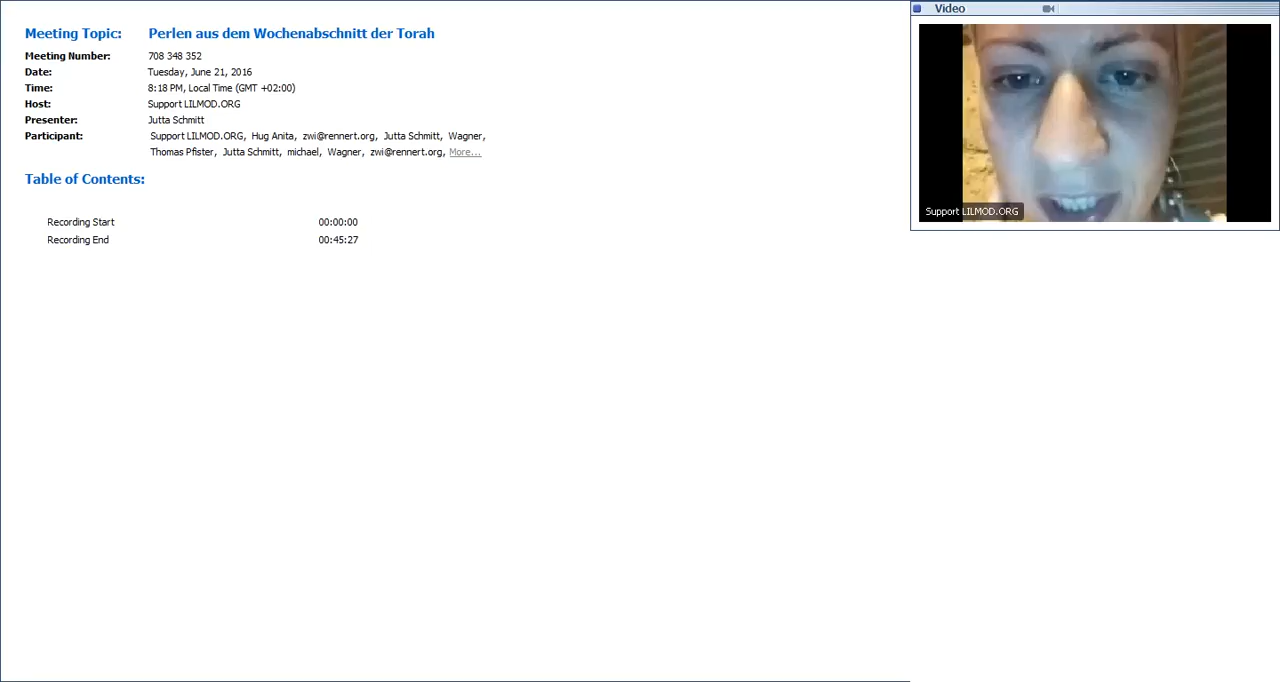 Meeting Topic: Perlen aus dem Wochenabschnitt der Torah
Meeting Number: 708 348 352
Date: Tuesday, June 21, 2016
Time: 8:18 PM, Local Time (GMT +02:00)
Host: Support LILMOD.ORG
Presenter: Jutta Schmitt
Participant: Support LILMOD.ORG, Hug Anita, zwi@rennert.org, Jutta Schmitt, Wagner,
Thomas Pfister, Jutta Schmitt, michael, Wagner, zwi@rennert.org, More...
Table of Contents:
Recording Start 00:00:00
Recording End 00:45:27
Video
Support LILMOD.ORG